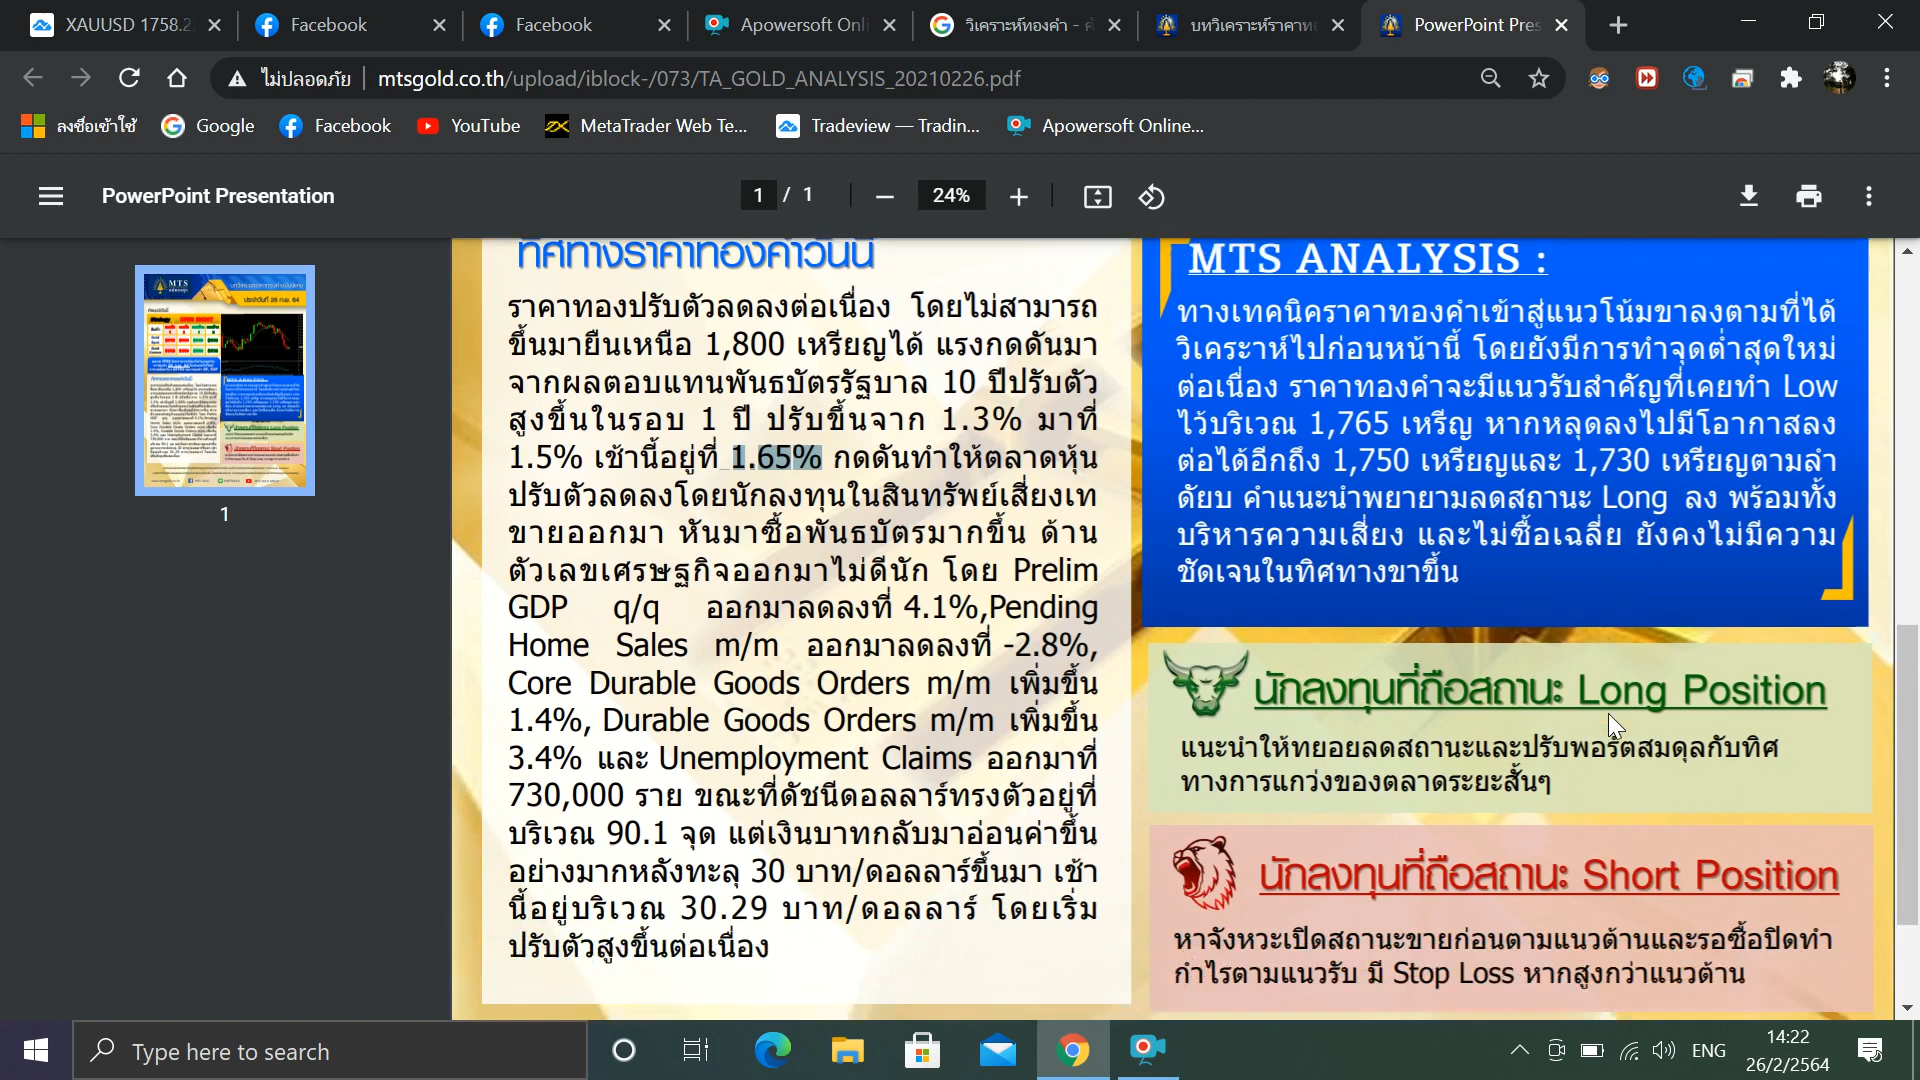 XAUUSD 1758.2
Facebook
Facebook
Apowersoft Onli
วิเคราะห์ทองคำ - ค้
บทวิเคราะห์ราคาทอ
PowerPoint Pres
ไม่ปลอดภัย
mtsgold.co.th/upload/iblock-/073/TA_GOLD_ANALYSIS_20210226.pdf
ลงชื่อเข้าใช้
Google
Facebook
YouTube
MetaTrader Web Te...
Tradeview — Tradin...
Apowersoft Online...
PowerPoint Presentation
1 / 1
24%
1
ทิศทางราคาทองคำวันนี้
ราคาทองปรับตัวลดลงต่อเนื่อง โดยไม่สามารถ
ขึ้นมายืนเหนือ 1,800 เหรียญได้ แรงกดดันมา
จากผลตอบแทนพันธบัตรรัฐบาล 10 ปีปรับตัว
สูงขึ้นในรอบ 1 ปี ปรับขึ้นจาก 1.3% มาที่
1.5% เช้านี้อยู่ที่ 1.65% กดดันทำให้ตลาดหุ้น
ปรับตัวลดลงโดยนักลงทุนในสินทรัพย์เสี่ยงเท
ขายออกมา หันมาซื้อพันธบัตรมากขึ้น ด้าน
ตัวเลขเศรษฐกิจออกมาไม่ดีนัก โดย Prelim
GDP q/q ออกมาลดลงที่ 4.1%,Pending
Home Sales m/m ออกมาลดลงที่ -2.8%,
Core Durable Goods Orders m/m เพิ่มขึ้น
1.4%, Durable Goods Orders m/m เพิ่มขึ้น
3.4% และ Unemployment Claims ออกมาที่
730,000 ราย ขณะที่ดัชนีดอลลาร์ทรงตัวอยู่ที่
บริเวณ 90.1 จุด แต่เงินบาทกลับมาอ่อนค่าขึ้น
อย่างมากหลังทะลุ 30 บาท/ดอลลาร์ขึ้นมา เช้า
นี้อยู่บริเวณ 30.29 บาท/ดอลลาร์ โดยเริ่ม
ปรับตัวสูงขึ้นต่อเนื่อง
MTS ANALYSIS :
ทางเทคนิคราคาทองคำเข้าสู่แนวโน้มขาลงตามที่ได้
วิเคระาห์ไปก่อนหน้านี้ โดยยังมีการทำจุดต่ำสุดใหม่
ต่อเนื่อง ราคาทองคำจะมีแนวรับสำคัญที่เคยทำ Low
ไว้บริเวณ 1,765 เหรีญ หากหลุดลงไปมีโอากาสลง
ต่อได้อีกถึง 1,750 เหรียญและ 1,730 เหรียญตามลำ
ดัยบ คำแนะนำพยายามลดสถานะ Long ลง พร้อมทั้ง
บริหารความเสี่ยง และไม่ซื้อเฉลี่ย ยังคงไม่มีความ
ชัดเจนในทิศทางขาขึ้น
นักลงทุนที่ถือสถานะ Long Position
แนะนำให้ทยอยลดสถานะและปรับพอร์ตสมดุลกับทิศ
ทางการแกว่งของตลาดระยะสั้นๆ
นักลงทุนที่ถือสถานะ Short Position
หาจังหวะเปิดสถานะขายก่อนตามแนวต้านและรอซื้อปิดทำ
กำไรตามแนวรับ มี Stop Loss หากสูงกว่าแนวต้าน
Type here to search
ENG
14:22
26/2/2564